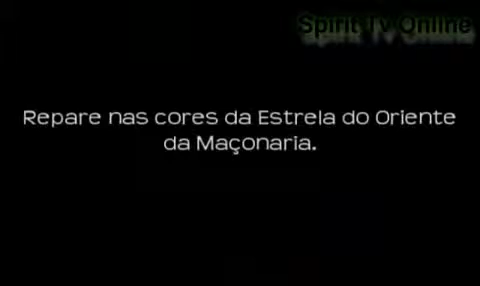 Spirit Tv Online
Repare nas cores da Estrela do Oriente
da Maçonaria.